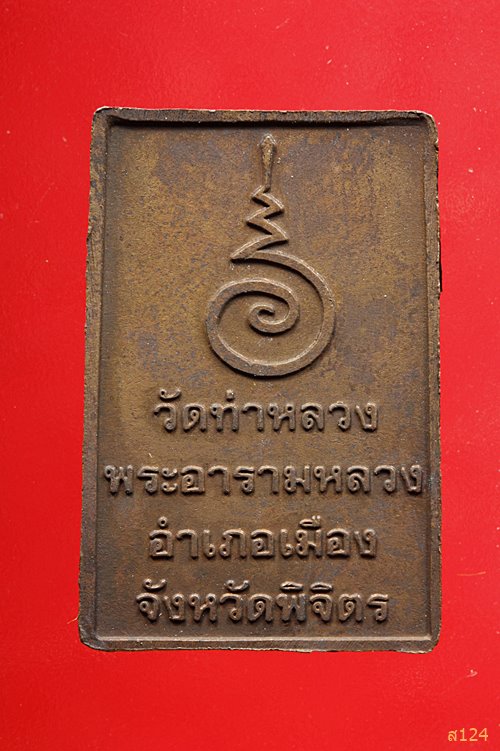 วัดท่าหลวง
พระอารามหลวง
อำเภอเมือง
จังหวัดพิจิตร
ส124